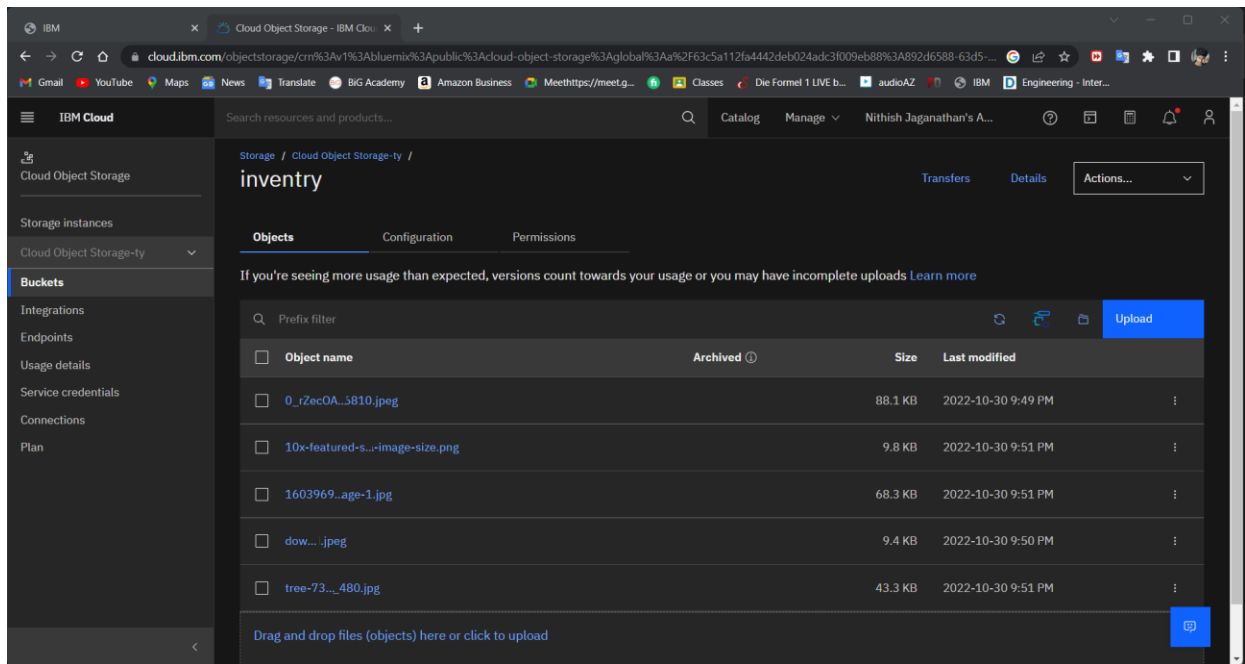 IBM
Cloud Object Storage - IBM Clou
cloud.ibm.com/objectstorage/crn%3Av1%3Abluemix%3Apublic%3Acloud-object-storage%3Aglobal%3Aa%2F63c5a112fa4442deb024adc3f009eb88%3A892d6588-63d5-...
Gmail YouTube Maps News Translate BiG Academy Amazon Business Meethttps://meet.g... Classes Die Formel 1 LIVE b... audioAZ IBM Engineering - Inter...
IBM Cloud
Search resources and products...
Catalog Manage Nithish Jaganathan's A...
Cloud Object Storage
Storage instances
Cloud Object Storage-ty
Buckets
Integrations
Endpoints
Usage details
Service credentials
Connections
Plan
Storage / Cloud Object Storage-ty /
inventry
Transfers Details Actions...
Objects Configuration Permissions
If you're seeing more usage than expected, versions count towards your usage or you may have incomplete uploads Learn more
Prefix filter
Upload
Object name Archived Size Last modified
0_rZecOA..5810.jpeg 88.1 KB 2022-10-30 9:49 PM
10x-featured-s...-image-size.png 9.8 KB 2022-10-30 9:51 PM
1603969..age-1.jpg 68.3 KB 2022-10-30 9:51 PM
dow....jpeg 9.4 KB 2022-10-30 9:50 PM
tree-73..._480.jpg 43.3 KB 2022-10-30 9:51 PM
Drag and drop files (objects) here or click to upload